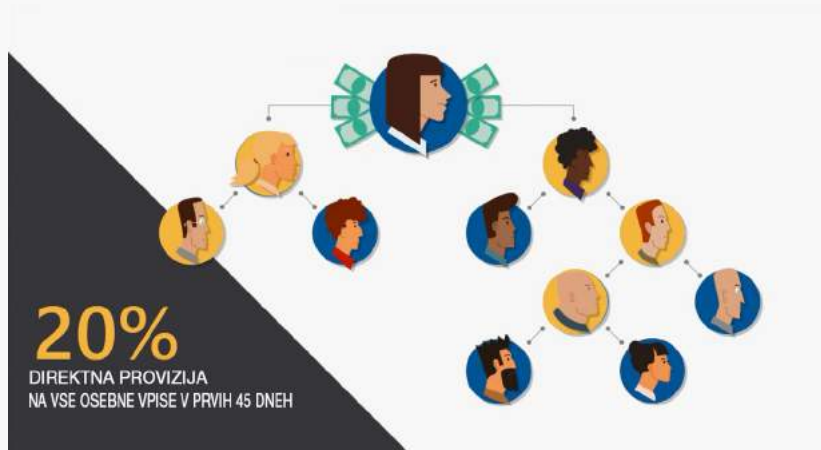 20%
DIREKTNA PROVIZIJA
NA VSE OSEBNE VPISE V PRVIH 45 DNEH